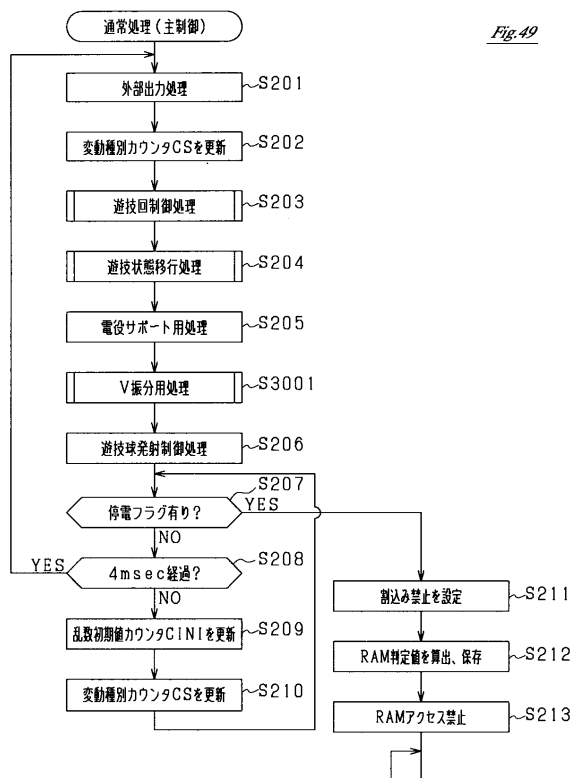 Fig.49
通常処理(主制御)
外部出力処理
S201
変動種別カウンタCSを更新
S202
遊技回制御処理
S203
遊技状態移行処理
S204
電役サポート用処理
S205
V振分用処理
S3001
遊技球発射制御処理
S206
停電フラグ有り?
S207
YES
NO
4msec経過?
S208
YES
NO
乱数初期値カウンタCINIを更新
S209
変動種別カウンタCSを更新
S210
割込み禁止を設定
S211
RAM判定値を算出、保存
S212
RAMアクセス禁止
S213